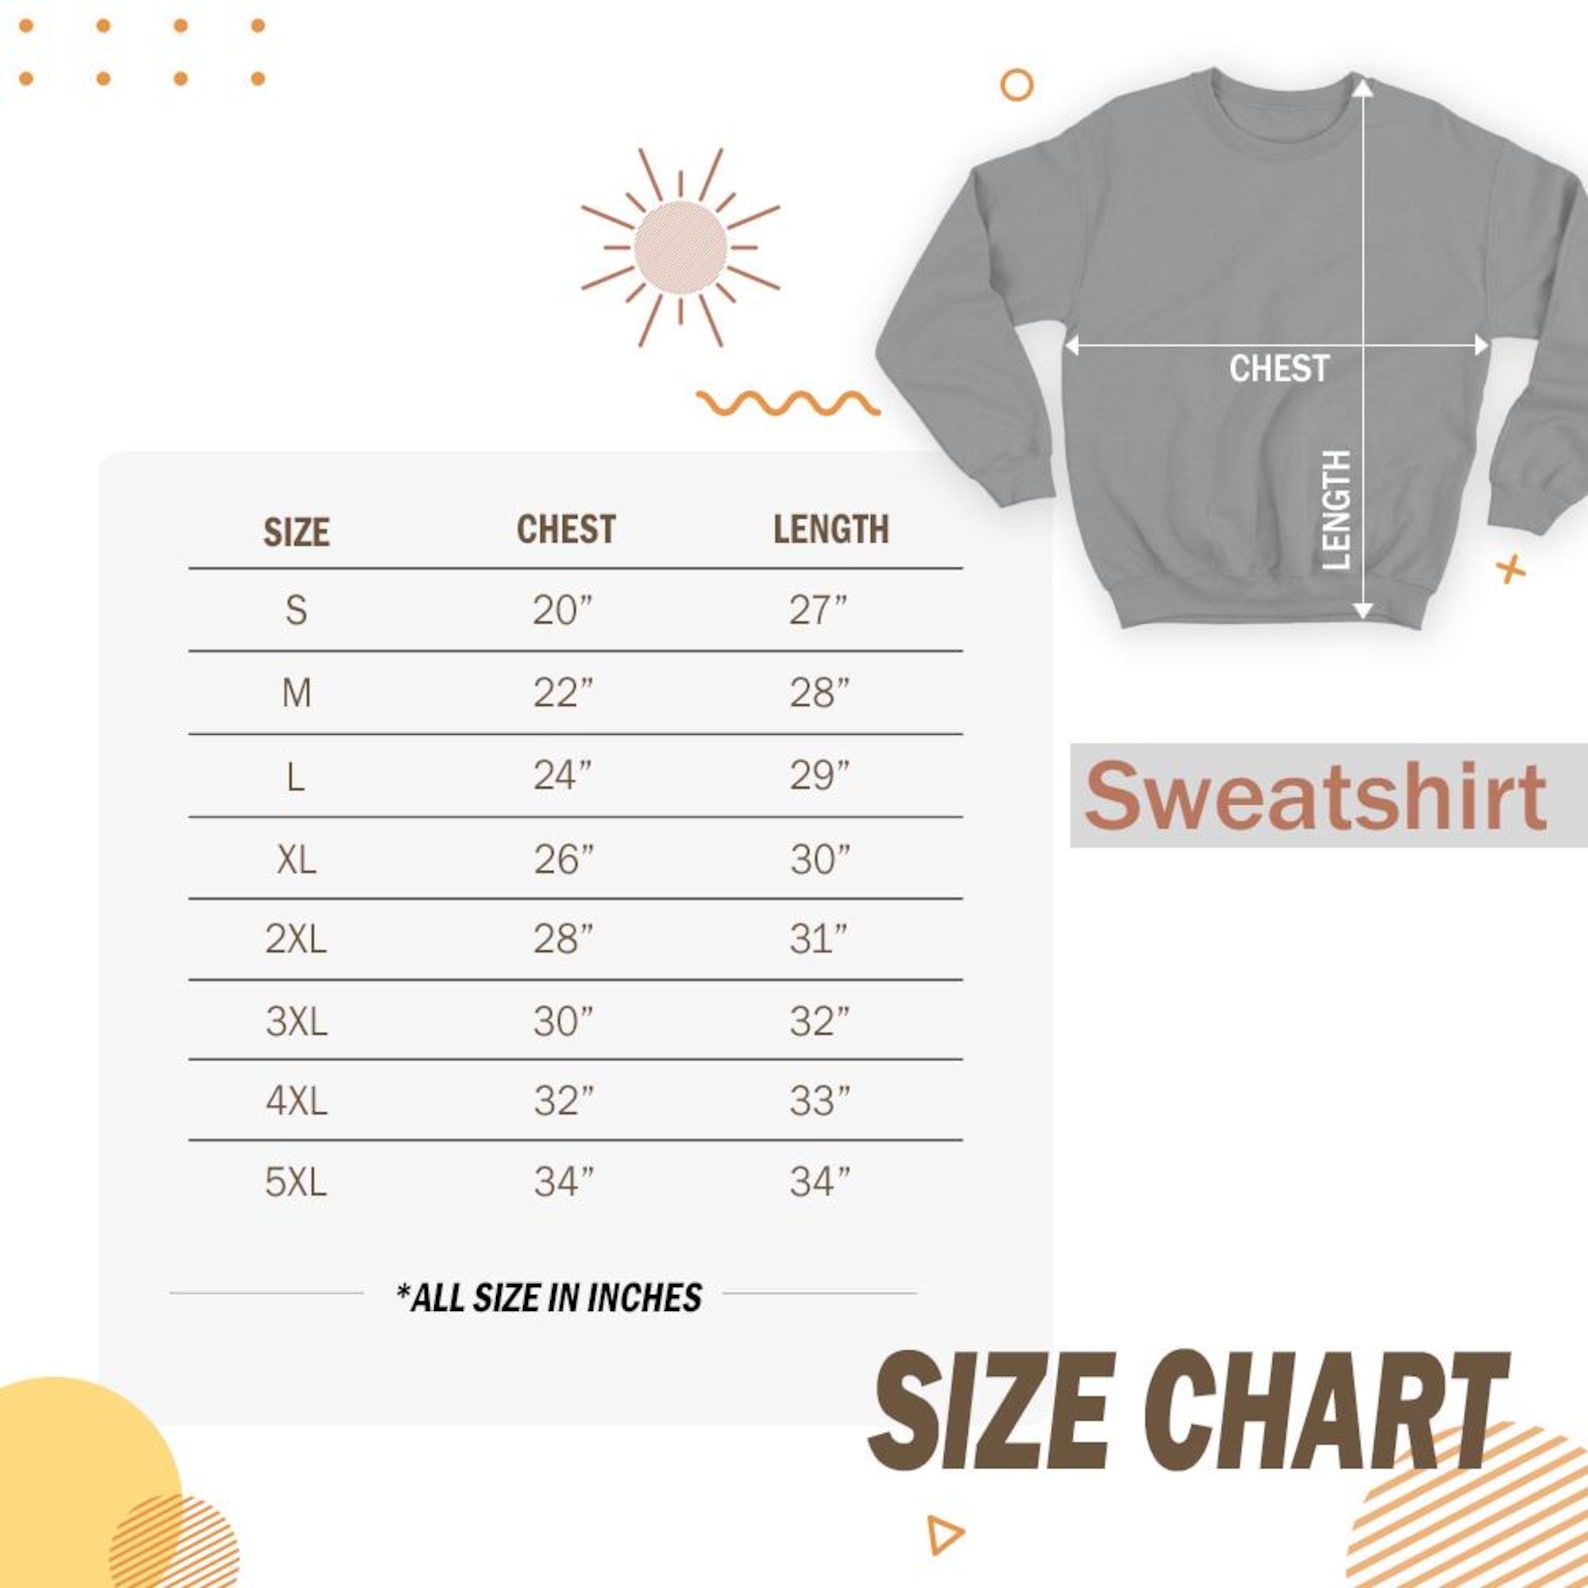 CHEST
LENGTH
SIZE CHEST LENGTH
S 20” 27”
M 22” 28”
L 24” 29”
XL 26” 30”
2XL 28” 31”
3XL 30” 32”
4XL 32” 33”
5XL 34” 34”
*ALL SIZE IN INCHES
Sweatshirt
SIZE CHART